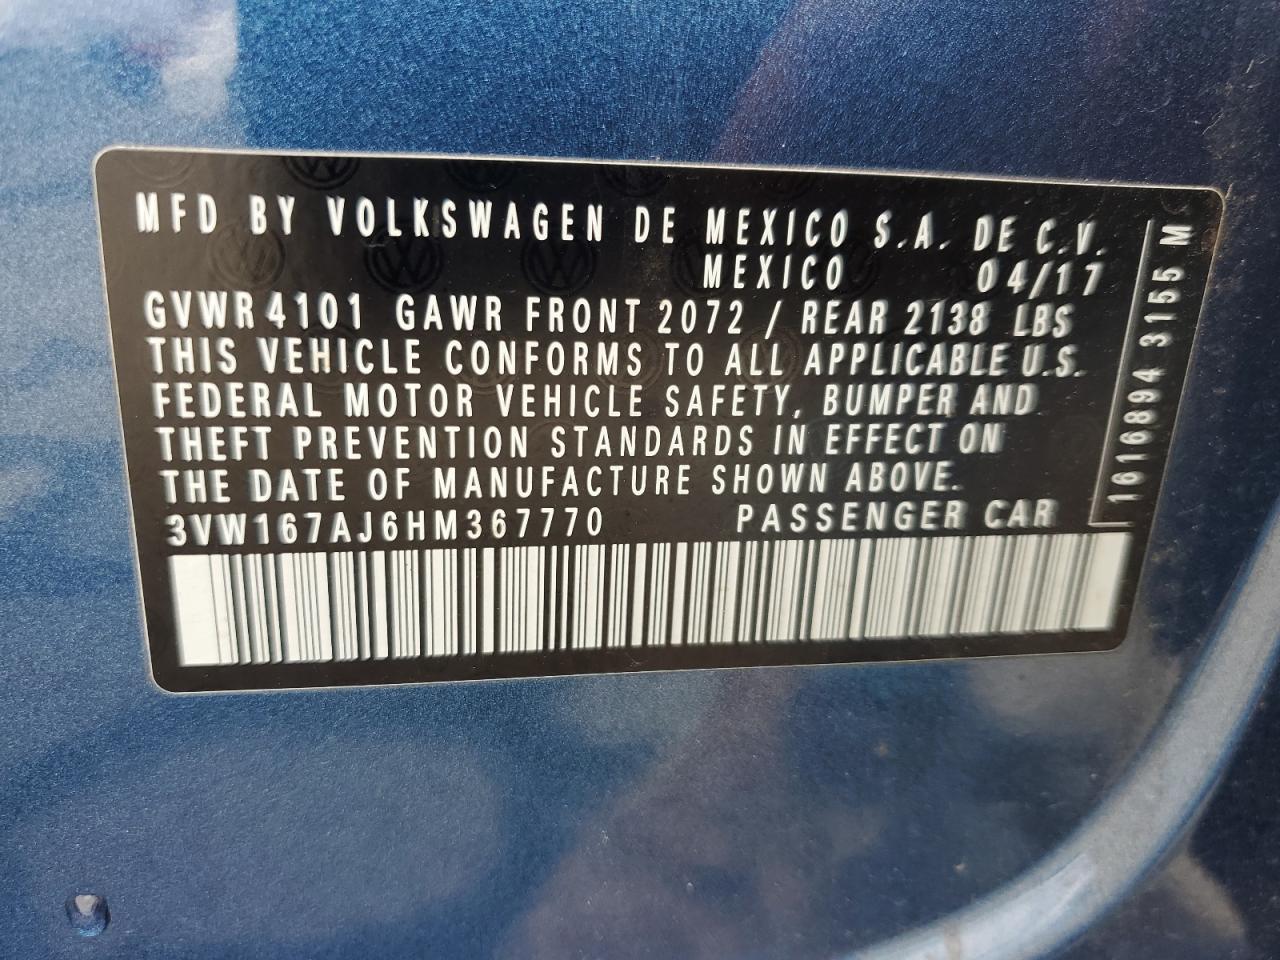 MFD BY VOLKSWAGEN DE MEXICO S.A. DE C.V.
MEXICO 04/17
GVWR 4101 GAWR FRONT 2072 / REAR 2138 LBS
THIS VEHICLE CONFORMS TO ALL APPLICABLE U.S.
FEDERAL MOTOR VEHICLE SAFETY, BUMPER AND
THEFT PREVENTION STANDARDS IN EFFECT ON
THE DATE OF MANUFACTURE SHOWN ABOVE.
3VW167AJ6HM367770 PASSENGER CAR
1616894 3155 M